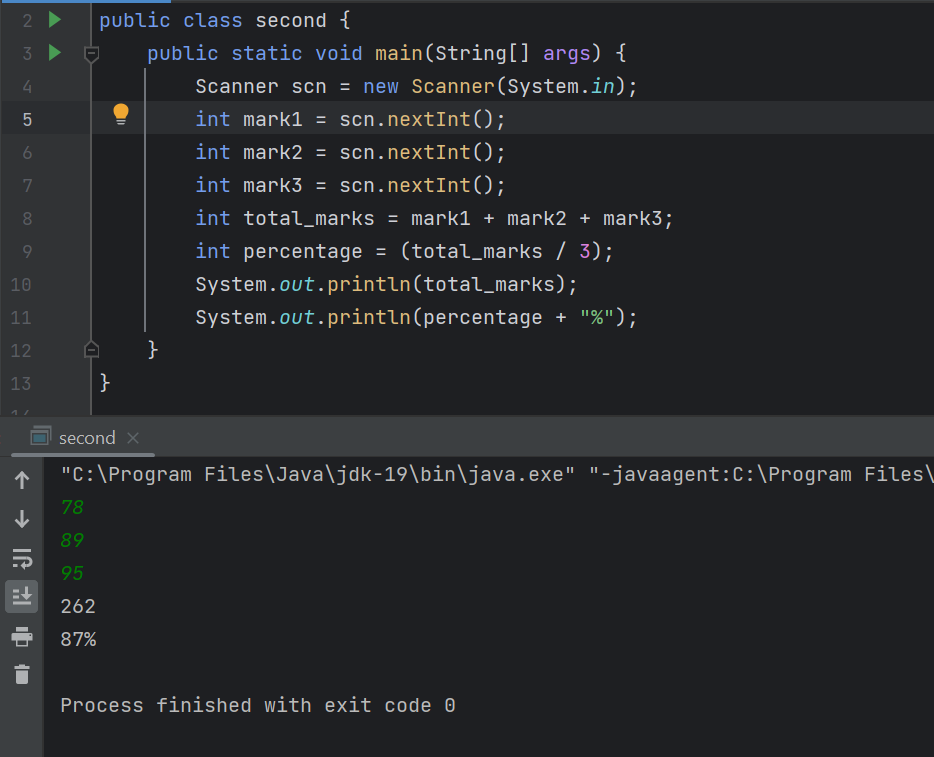 2 public class second {
3 public static void main(String[] args) {
4 Scanner scn = new Scanner(System.in);
5 int mark1 = scn.nextInt();
6 int mark2 = scn.nextInt();
7 int mark3 = scn.nextInt();
8 int total_marks = mark1 + mark2 + mark3;
9 int percentage = (total_marks / 3);
10 System.out.println(total_marks);
11 System.out.println(percentage + "%");
12 }
13 }
second
"C:\Program Files\Java\jdk-19\bin\java.exe" "-javaagent:C:\Program Files\
78
89
95
262
87%
Process finished with exit code 0